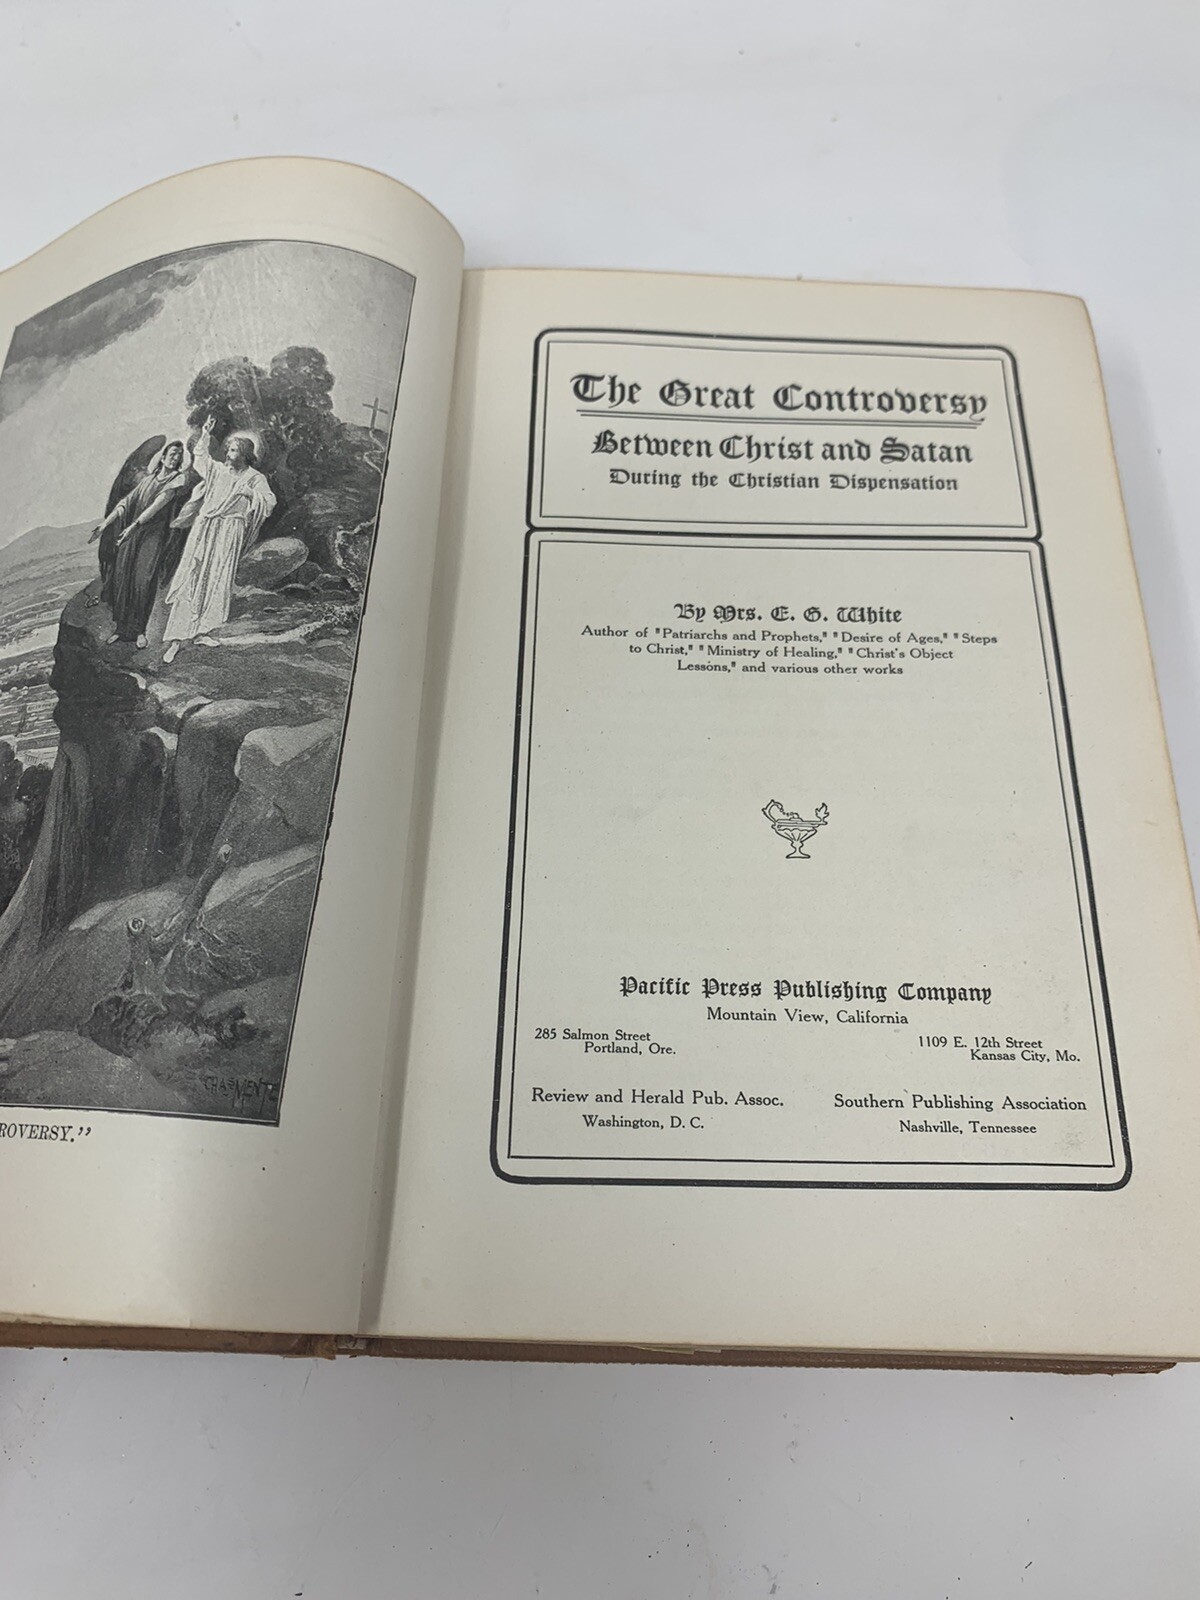 The Great Controversy
Between Christ and Satan
During the Christian Dispensation
By Mrs. E. G. White
Author of "Patriarchs and Prophets," "Desire of Ages," "Steps
to Christ," "Ministry of Healing," "Christ's Object
Lessons," and various other works
Pacific Press Publishing Company
Mountain View, California
285 Salmon Street
Portland, Ore.
1109 E. 12th Street
Kansas City, Mo.
Review and Herald Pub. Assoc.
Washington, D. C.
Southern Publishing Association
Nashville, Tennessee
CHAS MENTE
ROVERSY."